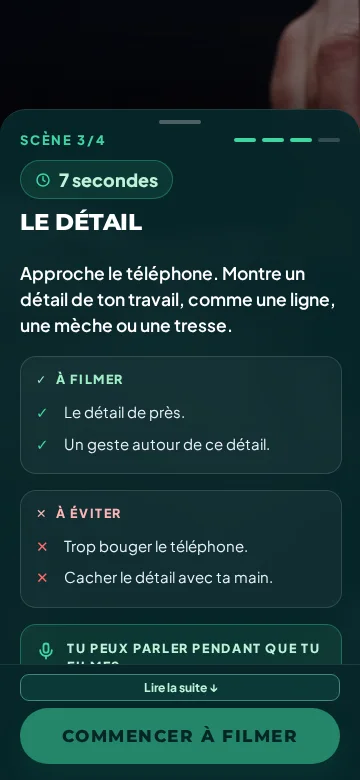 SCÈNE 3/4
7 secondes
LE DÉTAIL
Approche le téléphone. Montre un
détail de ton travail, comme une ligne,
une mèche ou une tresse.
✓ À FILMER
✓ Le détail de près.
✓ Un geste autour de ce détail.
✕ À ÉVITER
✕ Trop bouger le téléphone.
✕ Cacher le détail avec ta main.
TU PEUX PARLER PENDANT QUE TU
FILMES
Lire la suite ↓
COMMENCER À FILMER